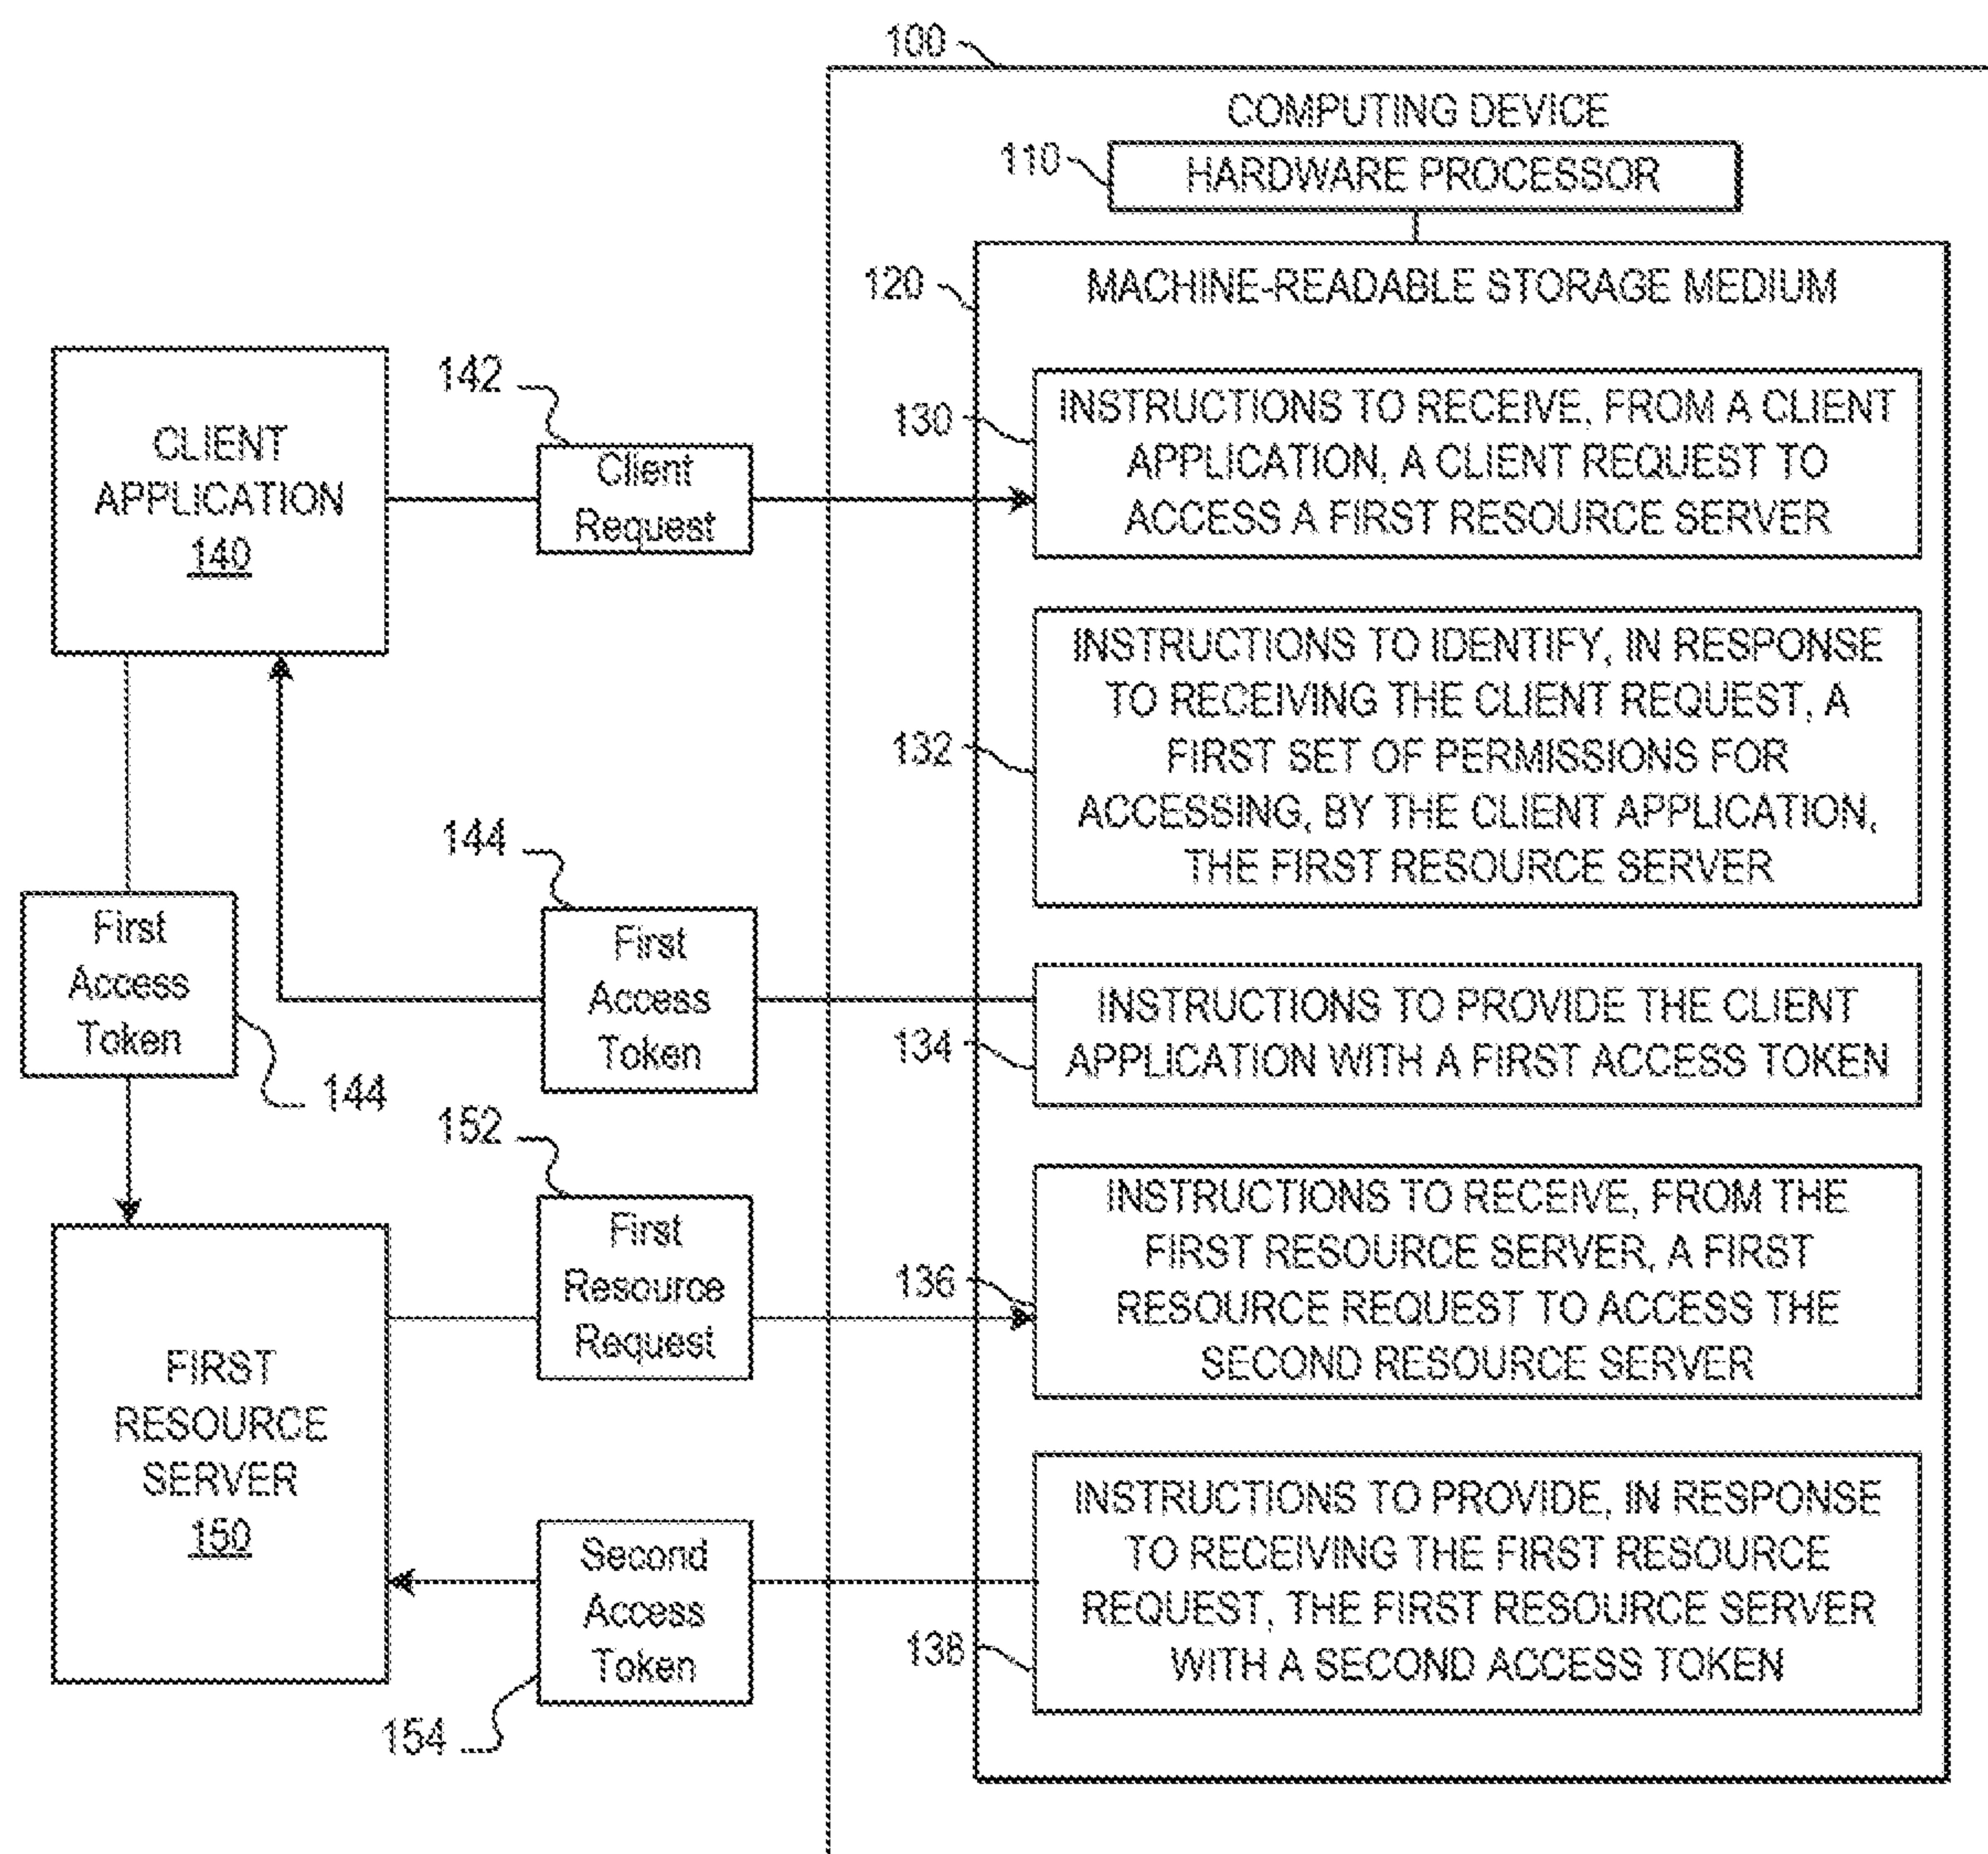 100
COMPUTING DEVICE
110
HARDWARE PROCESSOR
120
MACHINE-READABLE STORAGE MEDIUM
130
INSTRUCTIONS TO RECEIVE, FROM A CLIENT
APPLICATION, A CLIENT REQUEST TO
ACCESS A FIRST RESOURCE SERVER
142
Client
Request
CLIENT
APPLICATION
140
132
INSTRUCTIONS TO IDENTIFY, IN RESPONSE
TO RECEIVING THE CLIENT REQUEST, A
FIRST SET OF PERMISSIONS FOR
ACCESSING, BY THE CLIENT APPLICATION,
THE FIRST RESOURCE SERVER
144
First
Access
Token
First
Access
Token
144
134
INSTRUCTIONS TO PROVIDE THE CLIENT
APPLICATION WITH A FIRST ACCESS TOKEN
152
First
Resource
Request
136
INSTRUCTIONS TO RECEIVE, FROM THE
FIRST RESOURCE SERVER, A FIRST
RESOURCE REQUEST TO ACCESS THE
SECOND RESOURCE SERVER
FIRST
RESOURCE
SERVER
150
Second
Access
Token
154
138
INSTRUCTIONS TO PROVIDE, IN RESPONSE
TO RECEIVING THE FIRST RESOURCE
REQUEST, THE FIRST RESOURCE SERVER
WITH A SECOND ACCESS TOKEN